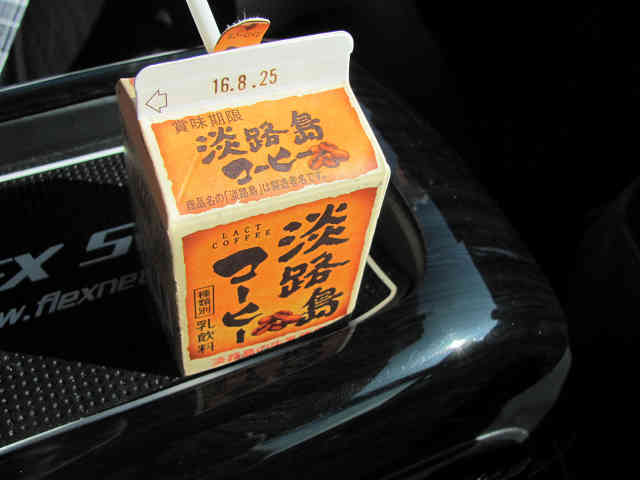 16.8.25
賞味期限
淡路島
コーヒー
商品名の「淡路島」は製造者名です。
LACT
COFFEE
淡路島
コーヒー
種類別
乳飲料
EX
www.flexnet